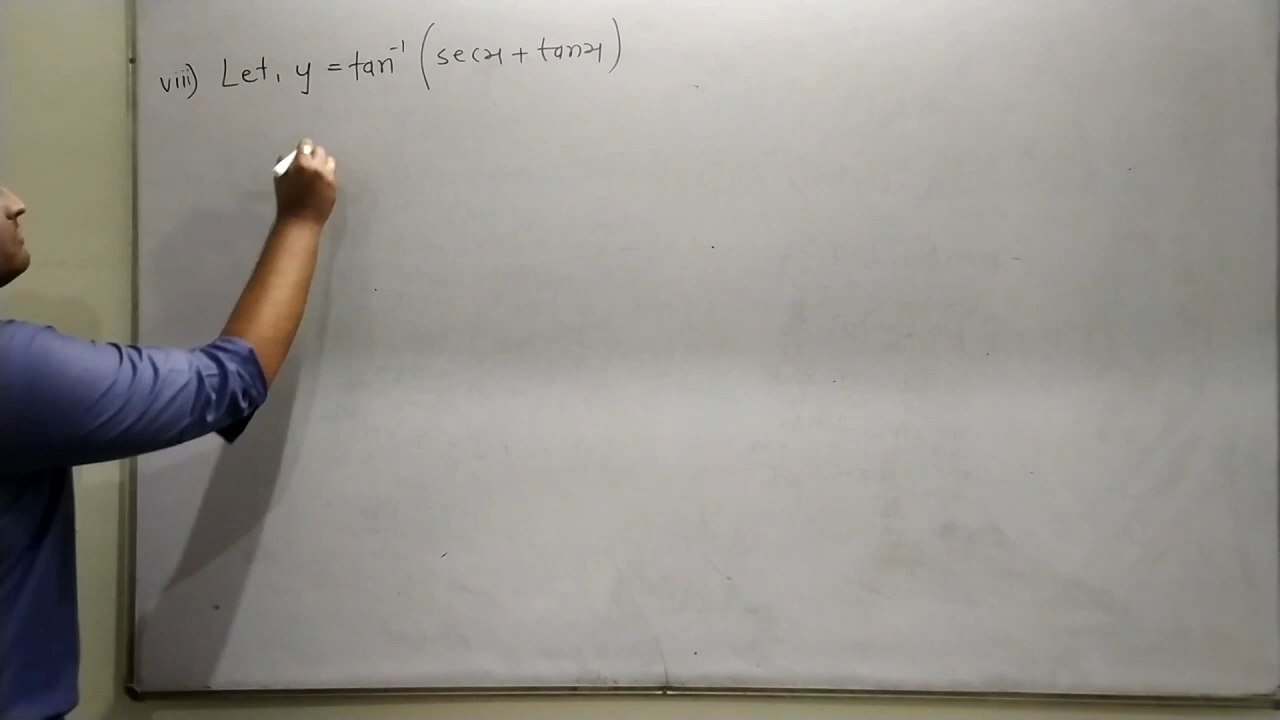 viii) Let, y = tan⁻¹ (secx + tanx)